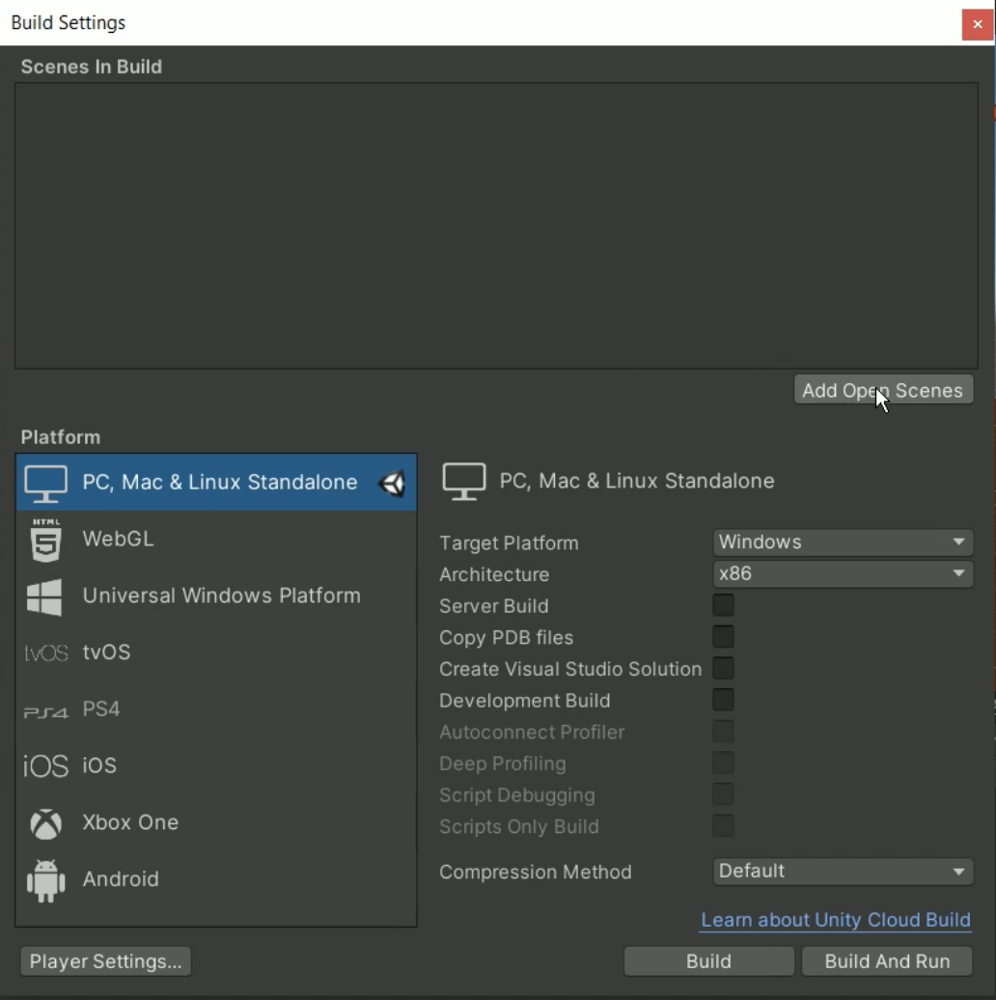 Build Settings
Scenes In Build
Add Open Scenes
Platform
PC, Mac & Linux Standalone
HTML
5
WebGL
Universal Windows Platform
tvOS tvOS
PS4 PS4
iOS iOS
Xbox One
Android
PC, Mac & Linux Standalone
Target Platform Windows
Architecture x86
Server Build
Copy PDB files
Create Visual Studio Solution
Development Build
Autoconnect Profiler
Deep Profiling
Script Debugging
Scripts Only Build
Compression Method Default
Learn about Unity Cloud Build
Player Settings... Build Build And Run